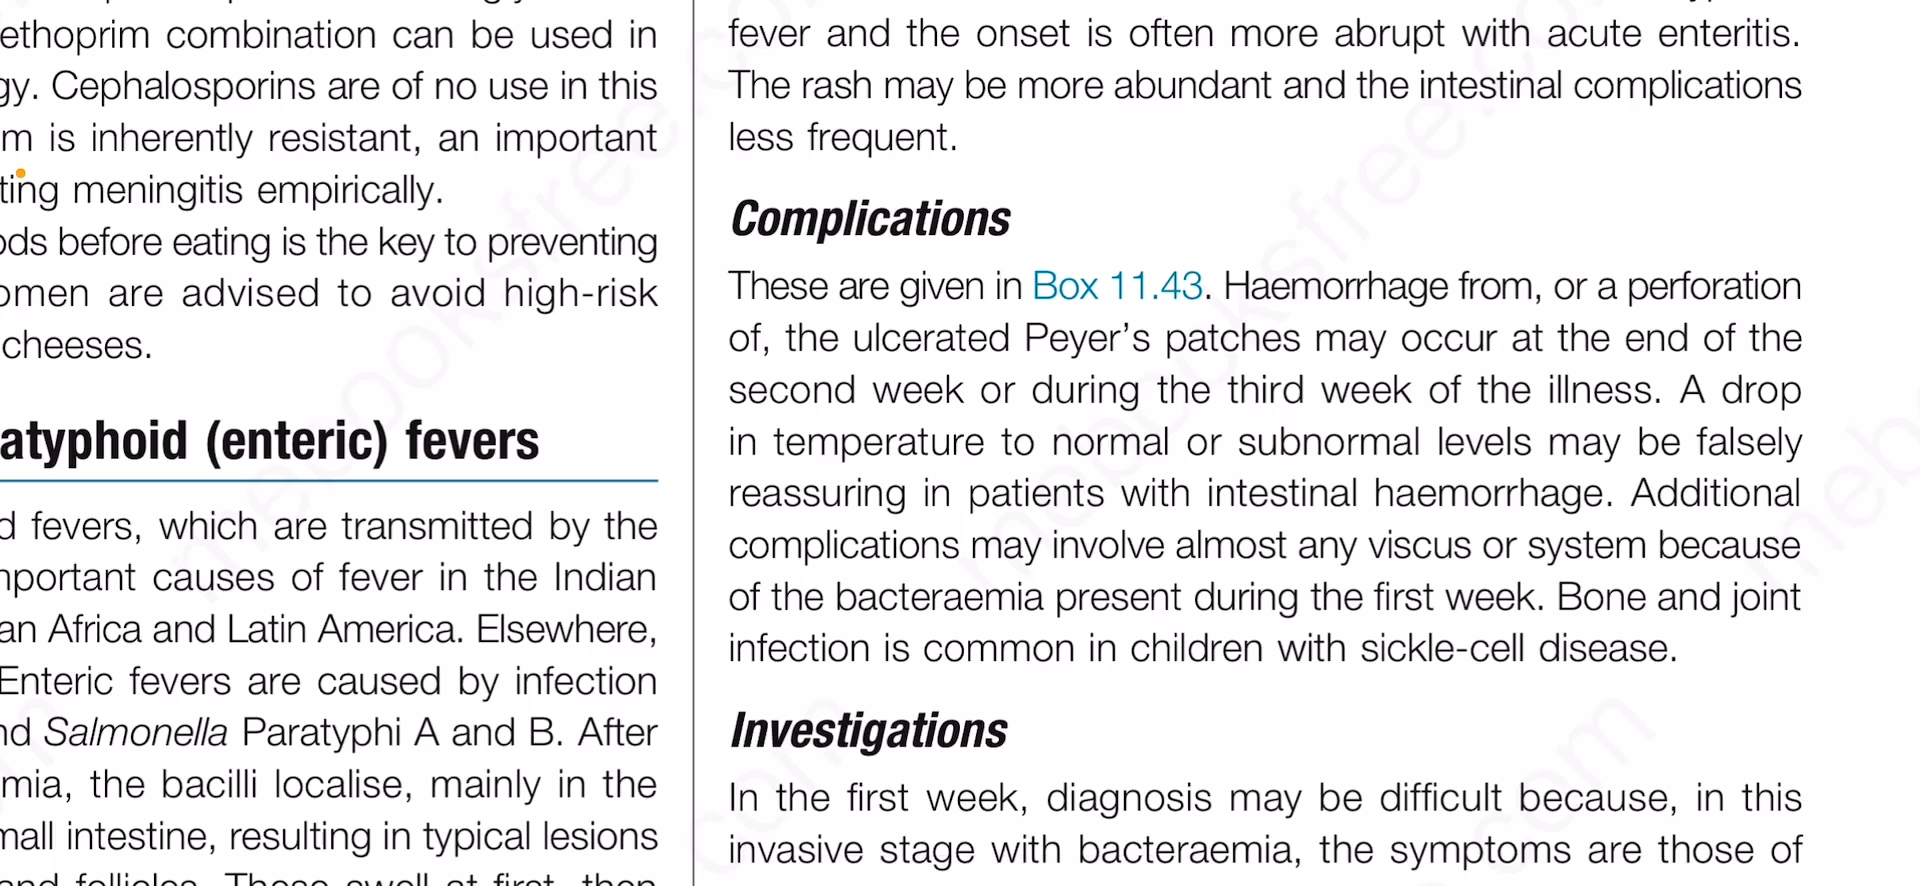 ethoprim combination can be used in
gy. Cephalosporins are of no use in this
m is inherently resistant, an important
ting meningitis empirically.
ods before eating is the key to preventing
omen are advised to avoid high-risk
cheeses.
atyphoid (enteric) fevers
d fevers, which are transmitted by the
nportant causes of fever in the Indian
an Africa and Latin America. Elsewhere,
Enteric fevers are caused by infection
nd Salmonella Paratyphi A and B. After
mia, the bacilli localise, mainly in the
mall intestine, resulting in typical lesions
and follicles. These swell at first, then
fever and the onset is often more abrupt with acute enteritis.
The rash may be more abundant and the intestinal complications
less frequent.
Complications
These are given in Box 11.43. Haemorrhage from, or a perforation
of, the ulcerated Peyer’s patches may occur at the end of the
second week or during the third week of the illness. A drop
in temperature to normal or subnormal levels may be falsely
reassuring in patients with intestinal haemorrhage. Additional
complications may involve almost any viscus or system because
of the bacteraemia present during the first week. Bone and joint
infection is common in children with sickle-cell disease.
Investigations
In the first week, diagnosis may be difficult because, in this
invasive stage with bacteraemia, the symptoms are those of